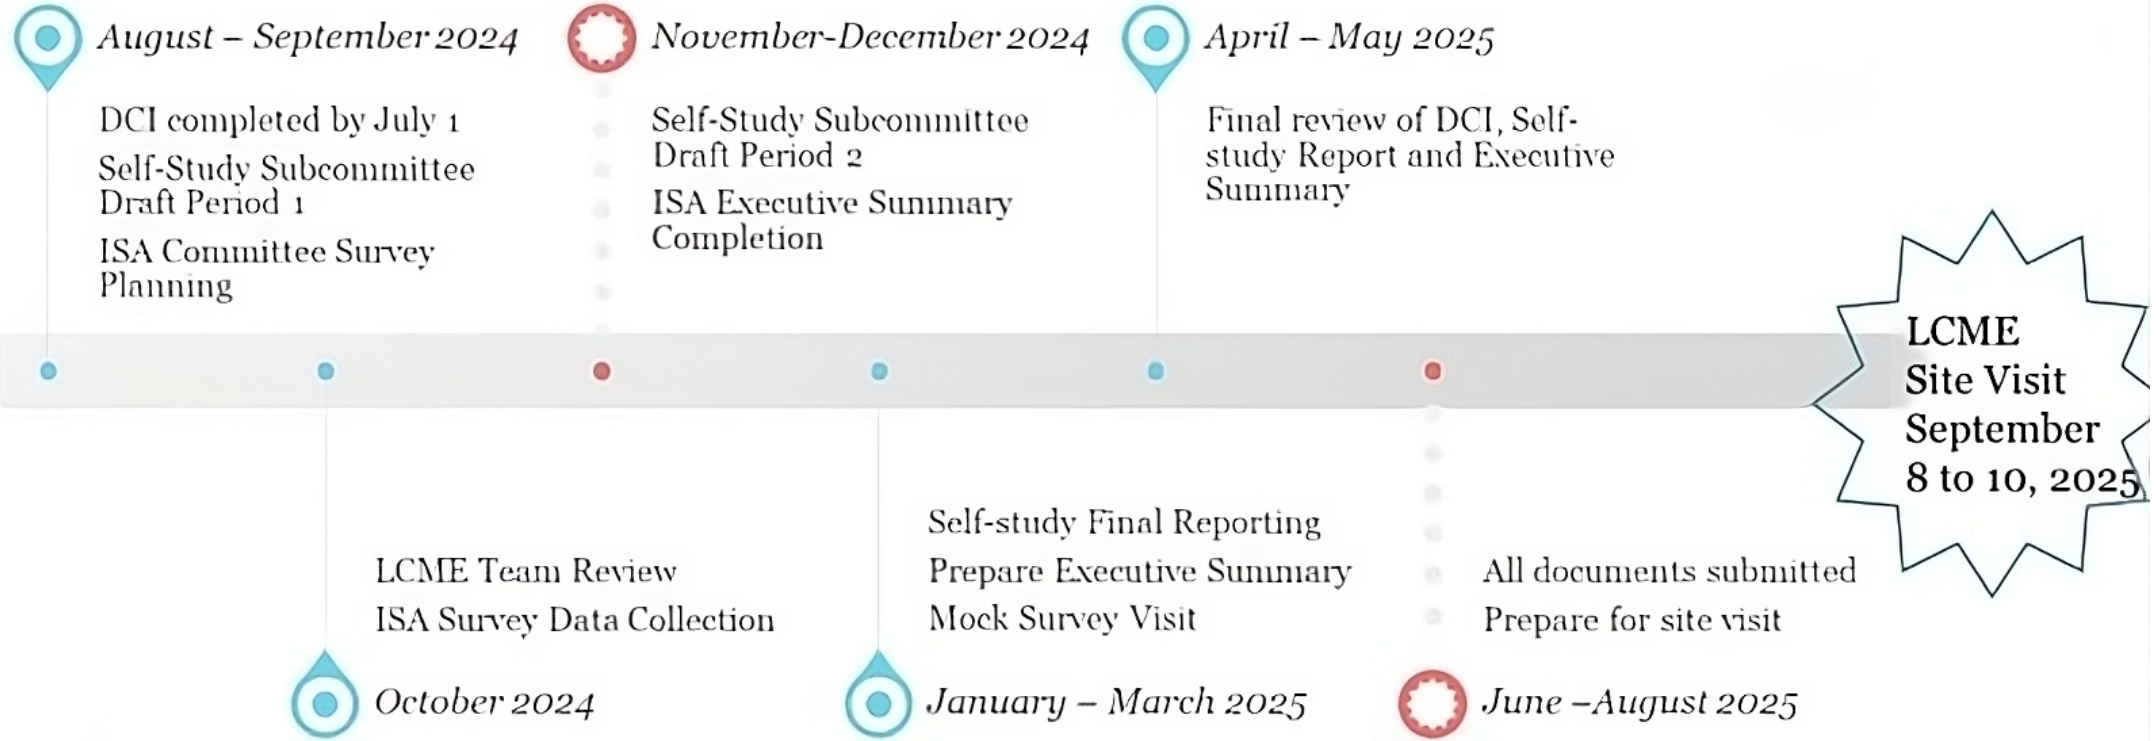 August – September 2024
DCI completed by July 1
Self-Study Subcommittee
Draft Period 1
ISA Committee Survey
Planning
November-December 2024
Self-Study Subcommittee
Draft Period 2
ISA Executive Summary
Completion
April – May 2025
Final review of DCI, Self-
study Report and Executive
Summary
LCME
Site Visit
September
8 to 10, 2025
LCME Team Review
ISA Survey Data Collection
October 2024
Self-study Final Reporting
Prepare Executive Summary
Mock Survey Visit
January – March 2025
All documents submitted
Prepare for site visit
June –August 2025